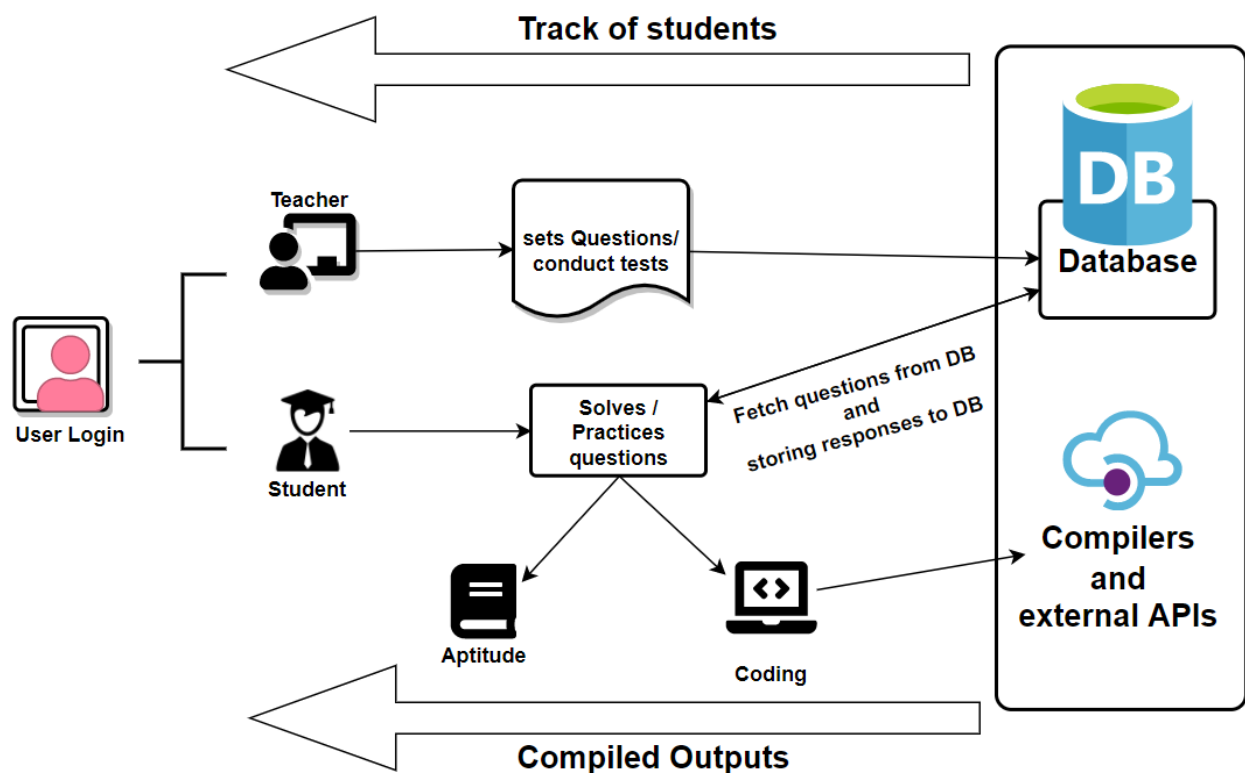 Track of students
DB
Teacher
sets Questions/
conduct tests
Database
User Login
Student
Solves /
Practices
questions
Fetch questions from DB
and
storing responses to DB
Compilers
and
external APIs
Aptitude
Coding
Compiled Outputs